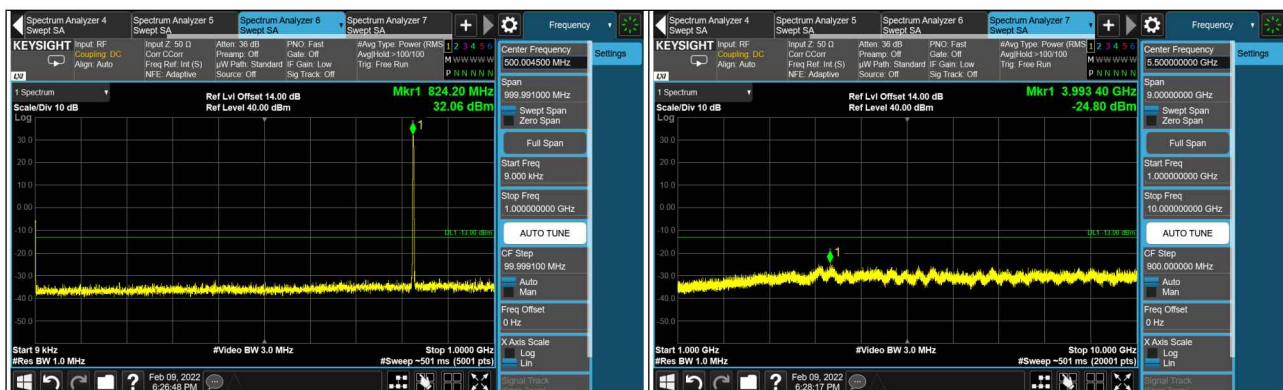 Spectrum Analyzer 4
Swept SA
Spectrum Analyzer 5
Swept SA
Spectrum Analyzer 6
Swept SA
Spectrum Analyzer 7
Swept SA
+
Frequency
KEYSIGHT
Input: RF
Coupling: DC
Align: Auto
Input Z: 50 Ω
Corr CCorr
Freq Ref: Int (S)
NFE: Adaptive
Atten: 36 dB
Preamp: Off
µW Path: Standard
Source: Off
PNO: Fast
Gate: Off
IF Gain: Low
Sig Track: Off
#Avg Type: Power (RMS
Avg|Hold:>100/100
Trig: Free Run
1 2 3 4 5 6
M W W W W W
P N N N N N
LXI
1 Spectrum
Scale/Div 10 dB
Log
Ref Lvl Offset 14.00 dB
Ref Level 40.00 dBm
Mkr1 824.20 MHz
32.06 dBm
1
30.0
20.0
10.0
0.00
-10.0
-20.0
-30.0
-40.0
-50.0
DL1 -13.00 dBm
Start 9 kHz
#Res BW 1.0 MHz
#Video BW 3.0 MHz
Stop 1.0000 GHz
#Sweep ~501 ms (5001 pts)
Feb 09, 2022
6:26:48 PM
Center Frequency
500.004500 MHz
Settings
Span
999.991000 MHz
Swept Span
Zero Span
Full Span
Start Freq
9.000 kHz
Stop Freq
1.000000000 GHz
AUTO TUNE
CF Step
99.999100 MHz
Auto
Man
Freq Offset
0 Hz
X Axis Scale
Log
Lin
Signal Track
Spectrum Analyzer 4
Swept SA
Spectrum Analyzer 5
Swept SA
Spectrum Analyzer 6
Swept SA
Spectrum Analyzer 7
Swept SA
+
Frequency
KEYSIGHT
Input: RF
Coupling: DC
Align: Auto
Input Z: 50 Ω
Corr CCorr
Freq Ref: Int (S)
NFE: Adaptive
Atten: 36 dB
Preamp: Off
µW Path: Standard
Source: Off
PNO: Fast
Gate: Off
IF Gain: Low
Sig Track: Off
#Avg Type: Power (RMS
Avg|Hold:>100/100
Trig: Free Run
1 2 3 4 5 6
M W W W W W
P N N N N N
LXI
1 Spectrum
Scale/Div 10 dB
Log
Ref Lvl Offset 14.00 dB
Ref Level 40.00 dBm
Mkr1 3.993 40 GHz
-24.80 dBm
1
30.0
20.0
10.0
0.00
-10.0
-20.0
-30.0
-40.0
-50.0
DL1 -13.00 dBm
Start 1.000 GHz
#Res BW 1.0 MHz
#Video BW 3.0 MHz
Stop 10.000 GHz
#Sweep ~501 ms (20001 pts)
Feb 09, 2022
6:28:17 PM
Center Frequency
5.500000000 GHz
Settings
Span
9.00000000 GHz
Swept Span
Zero Span
Full Span
Start Freq
1.000000000 GHz
Stop Freq
10.000000000 GHz
AUTO TUNE
CF Step
900.000000 MHz
Auto
Man
Freq Offset
0 Hz
X Axis Scale
Log
Lin
Signal Track